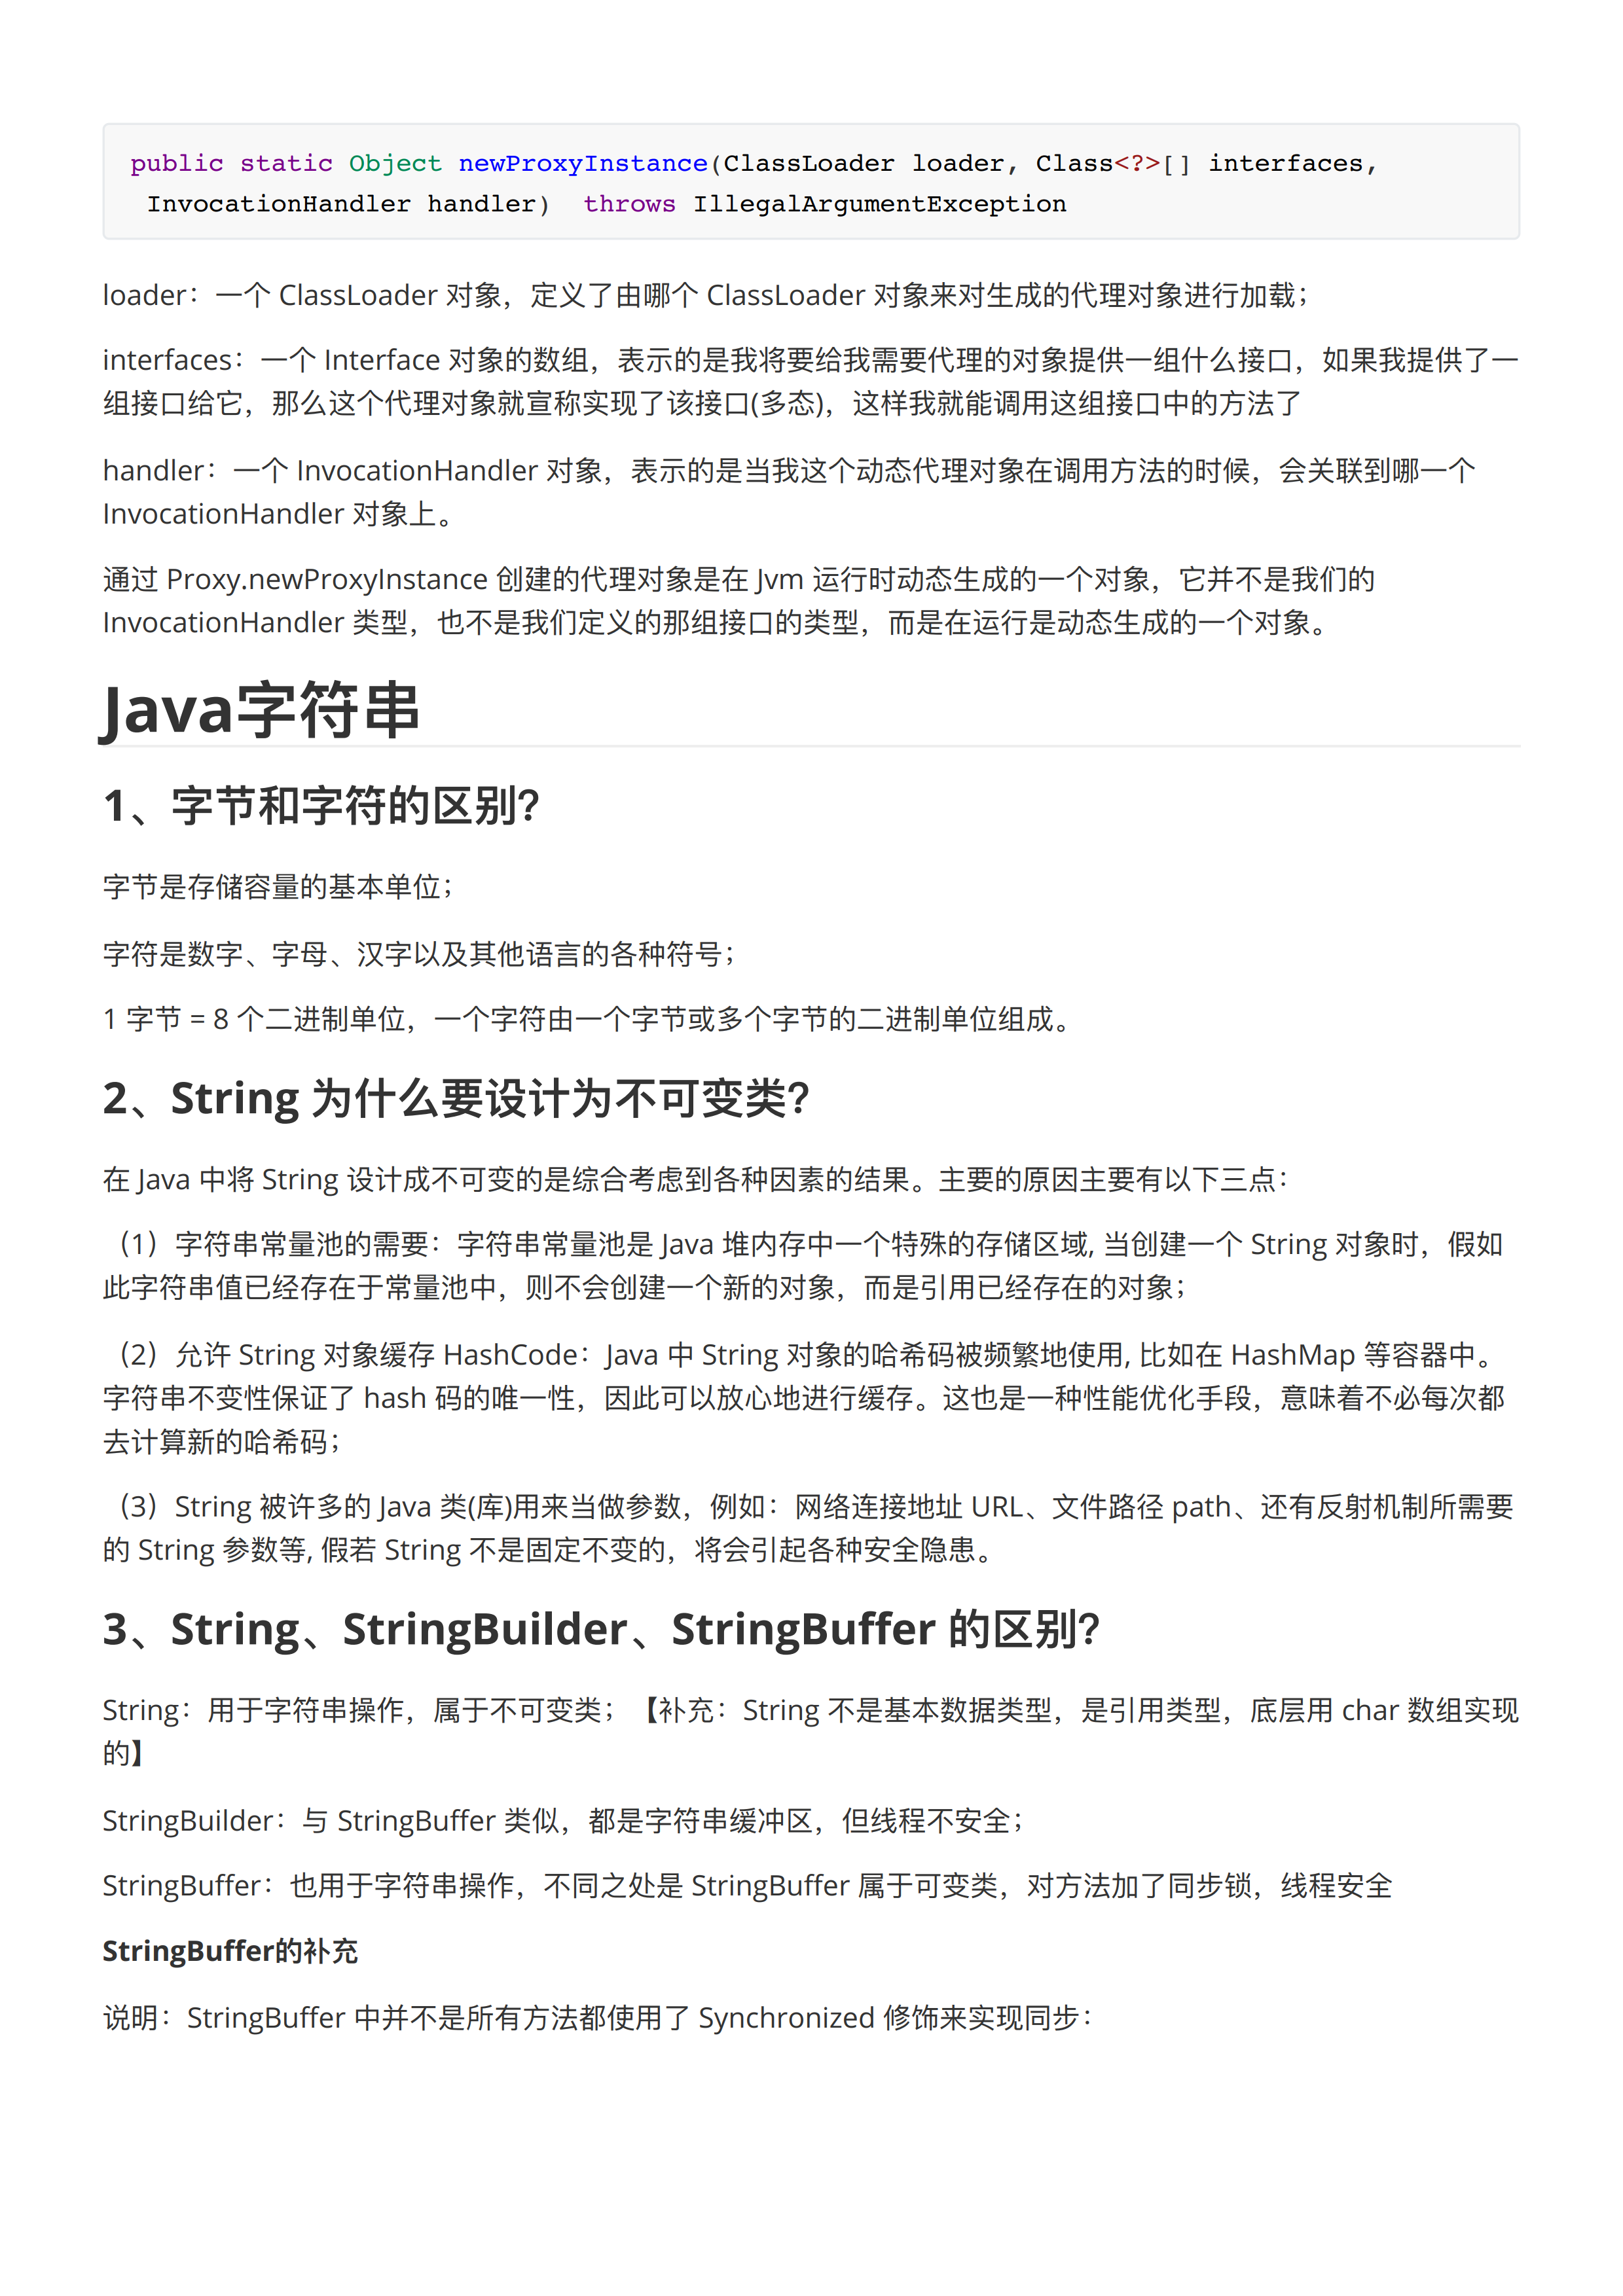 public static Object newProxyInstance(ClassLoader loader, Class<?>[] interfaces,
InvocationHandler handler)  throws IllegalArgumentException
loader：一个 ClassLoader 对象，定义了由哪个 ClassLoader 对象来对生成的代理对象进行加载；
interfaces：一个 Interface 对象的数组，表示的是我将要给我需要代理的对象提供一组什么接口，如果我提供了一
组接口给它，那么这个代理对象就宣称实现了该接口(多态)，这样我就能调用这组接口中的方法了
handler：一个 InvocationHandler 对象，表示的是当我这个动态代理对象在调用方法的时候，会关联到哪一个
InvocationHandler 对象上。
通过 Proxy.newProxyInstance 创建的代理对象是在 Jvm 运行时动态生成的一个对象，它并不是我们的
InvocationHandler 类型，也不是我们定义的那组接口的类型，而是在运行是动态生成的一个对象。
Java字符串
1、字节和字符的区别？
字节是存储容量的基本单位；
字符是数字、字母、汉字以及其他语言的各种符号；
1 字节 = 8 个二进制单位，一个字符由一个字节或多个字节的二进制单位组成。
2、String 为什么要设计为不可变类？
在 Java 中将 String 设计成不可变的是综合考虑到各种因素的结果。主要的原因主要有以下三点：
（1）字符串常量池的需要：字符串常量池是 Java 堆内存中一个特殊的存储区域, 当创建一个 String 对象时，假如
此字符串值已经存在于常量池中，则不会创建一个新的对象，而是引用已经存在的对象；
（2）允许 String 对象缓存 HashCode：Java 中 String 对象的哈希码被频繁地使用, 比如在 HashMap 等容器中。
字符串不变性保证了 hash 码的唯一性，因此可以放心地进行缓存。这也是一种性能优化手段，意味着不必每次都
去计算新的哈希码；
（3）String 被许多的 Java 类(库)用来当做参数，例如：网络连接地址 URL、文件路径 path、还有反射机制所需要
的 String 参数等, 假若 String 不是固定不变的，将会引起各种安全隐患。
3、String、StringBuilder、StringBuffer 的区别？
String：用于字符串操作，属于不可变类；【补充：String 不是基本数据类型，是引用类型，底层用 char 数组实现
的】
StringBuilder：与 StringBuffer 类似，都是字符串缓冲区，但线程不安全；
StringBuffer：也用于字符串操作，不同之处是 StringBuffer 属于可变类，对方法加了同步锁，线程安全
StringBuffer的补充
说明：StringBuffer 中并不是所有方法都使用了 Synchronized 修饰来实现同步：